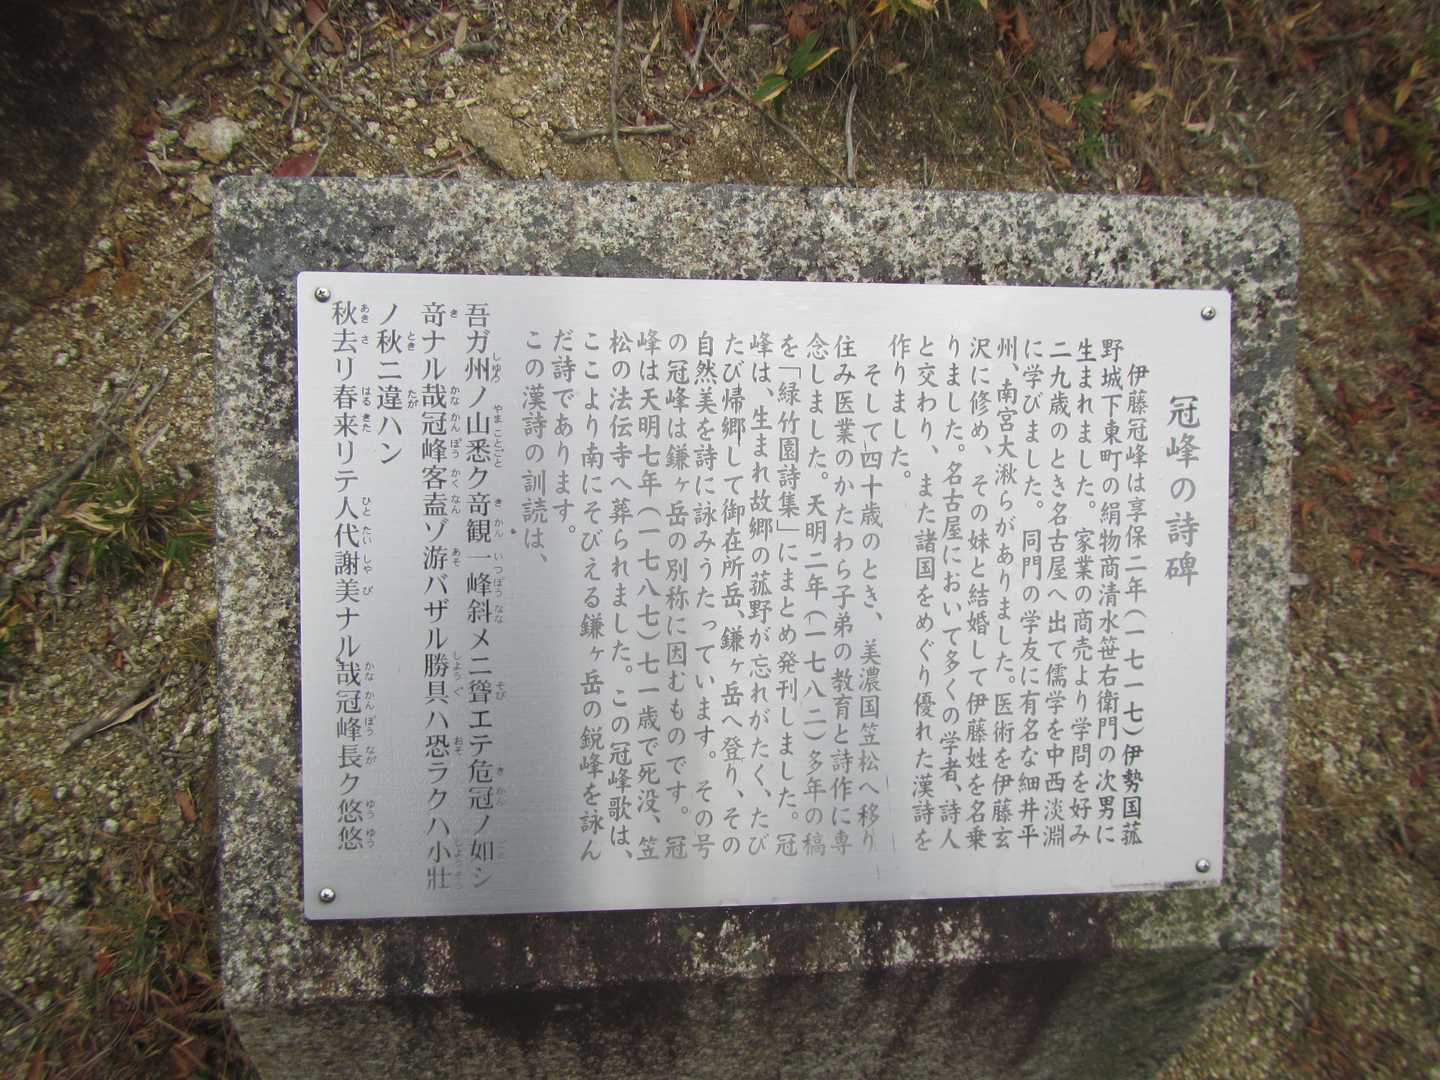 冠峰の詩碑
伊藤冠峰は享保二年(一七一七)伊勢国菰
野城下東町の絹物商清水笹右衛門の次男に
生まれました。家業の商売より学問を好み
二九歳のとき名古屋へ出て儒学を中西淡淵
に学びました。同門の学友に有名な細井平
州、南宮大湫らがありました。医術を伊藤玄
沢に修め、その妹と結婚して伊藤姓を名乗
りました。名古屋において多くの学者、詩人
と交わり、また諸国をめぐり優れた漢詩を
作りました。
そして四十歳のとき、美濃国笠松へ移り
住み医業のかたわら子弟の教育と詩作に専
念しました。天明二年(一七八二)多年の稿
を「緑竹園詩集」にまとめ発刊しました。冠
峰は、生まれ故郷の菰野が忘れがたく、たび
たび帰郷して御在所岳、鎌ヶ岳へ登り、その
自然美を詩に詠みうたっています。その号
の冠峰は鎌ヶ岳の別称に因むものです。冠
峰は天明七年(一七八七)七一歳で死没、笠
松の法伝寺へ葬られました。この冠峰歌は、
ここより南にそびえる鎌ヶ岳の鋭峰を詠ん
だ詩であります。
この漢詩の訓読は、
吾ガ州ノ山悉ク竒観一峰斜メニ聳エテ危冠ノ如シ
竒ナル哉冠峰客盍ゾ游バザル勝具ハ恐ラクハ小壯
ノ秋ニ違ハン
秋去リ春来リテ人代謝美ナル哉冠峰長ク悠悠